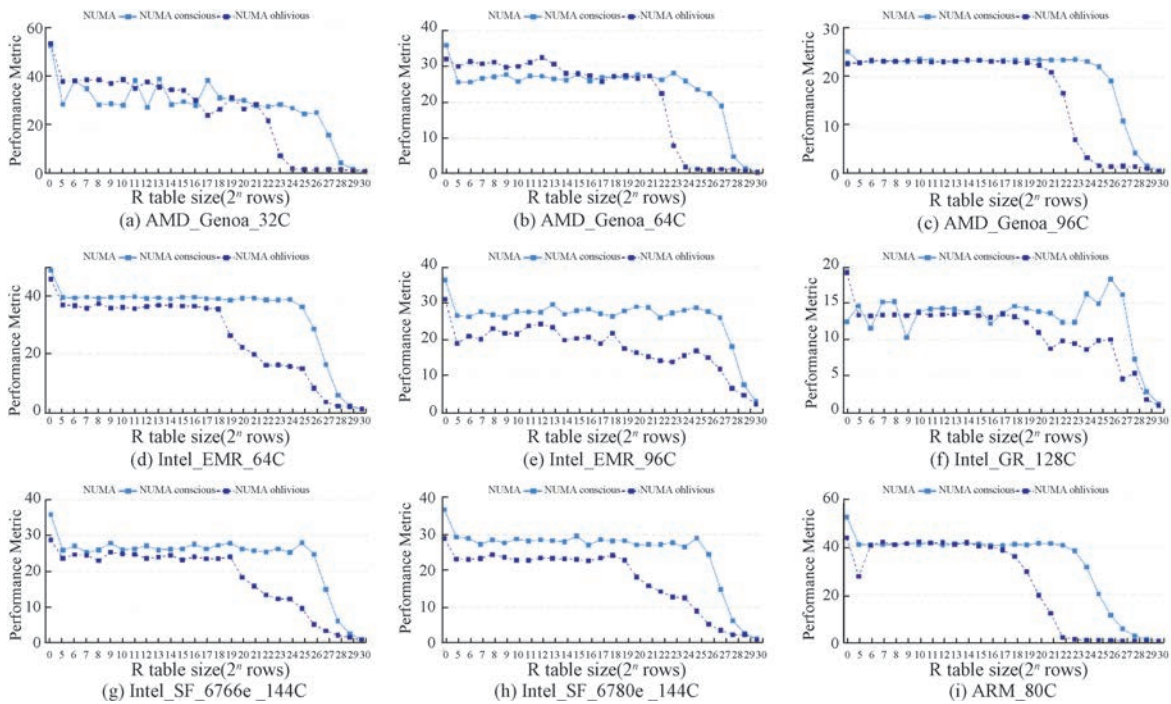 NUMA NUMA conscious NUMA ohlivious
Performance Metric
60
40
20
0
0 5 6 7 8 9 10 11 12 13 14 15 16 17 18 19 20 21 22 23 24 25 26 27 28 29 30
R table size(2ⁿ rows)
(a) AMD_Genoa_32C
NUMA NUMA conscious NUMA ohlivious
Performance Metric
40
30
20
10
0
0 5 6 7 8 9 10 11 12 13 14 15 16 17 18 19 20 21 22 23 24 25 26 27 28 29 30
R table size(2ⁿ rows)
(b) AMD_Genoa_64C
NUMA NUMA conscious NUMA ohlivious
Performance Metric
30
20
10
0
0 5 6 7 8 9 10 11 12 13 14 15 16 17 18 19 20 21 22 23 24 25 26 27 28 29 30
R table size(2ⁿ rows)
(c) AMD_Genoa_96C
NUMA NUMA conscious NUMA ohlivious
Performance Metric
40
20
0
0 5 6 7 8 9 10 11 12 13 14 15 16 17 18 19 20 21 22 23 24 25 26 27 28 29 30
R table size(2ⁿ rows)
(d) Intel_EMR_64C
NUMA NUMA conscious NUMA ohlivious
Performance Metric
40
30
20
10
0
0 5 6 7 8 9 10 11 12 13 14 15 16 17 18 19 20 21 22 23 24 25 26 27 28 29 30
R table size(2ⁿ rows)
(e) Intel_EMR_96C
NUMA NUMA conscious NUMA ohlivious
Performance Metric
20
15
10
5
0
0 5 6 7 8 9 10 11 12 13 14 15 16 17 18 19 20 21 22 23 24 25 26 27 28 29 30
R table size(2ⁿ rows)
(f) Intel_GR_128C
NUMA NUMA conscious NUMA ohlivious
Performance Metric
40
30
20
10
0
0 5 6 7 8 9 10 11 12 13 14 15 16 17 18 19 20 21 22 23 24 25 26 27 28 29 30
R table size(2ⁿ rows)
(g) Intel_SF_6766e _144C
NUMA NUMA conscious NUMA ohlivious
Performance Metric
40
30
20
10
0
0 5 6 7 8 9 10 11 12 13 14 15 16 17 18 19 20 21 22 23 24 25 26 27 28 29 30
R table size(2ⁿ rows)
(h) Intel_SF_6780e _144C
NUMA NUMA conscious NUMA ohlivious
Performance Metric
60
40
20
0
0 5 6 7 8 9 10 11 12 13 14 15 16 17 18 19 20 21 22 23 24 25 26 27 28 29 30
R table size(2ⁿ rows)
(i) ARM_80C